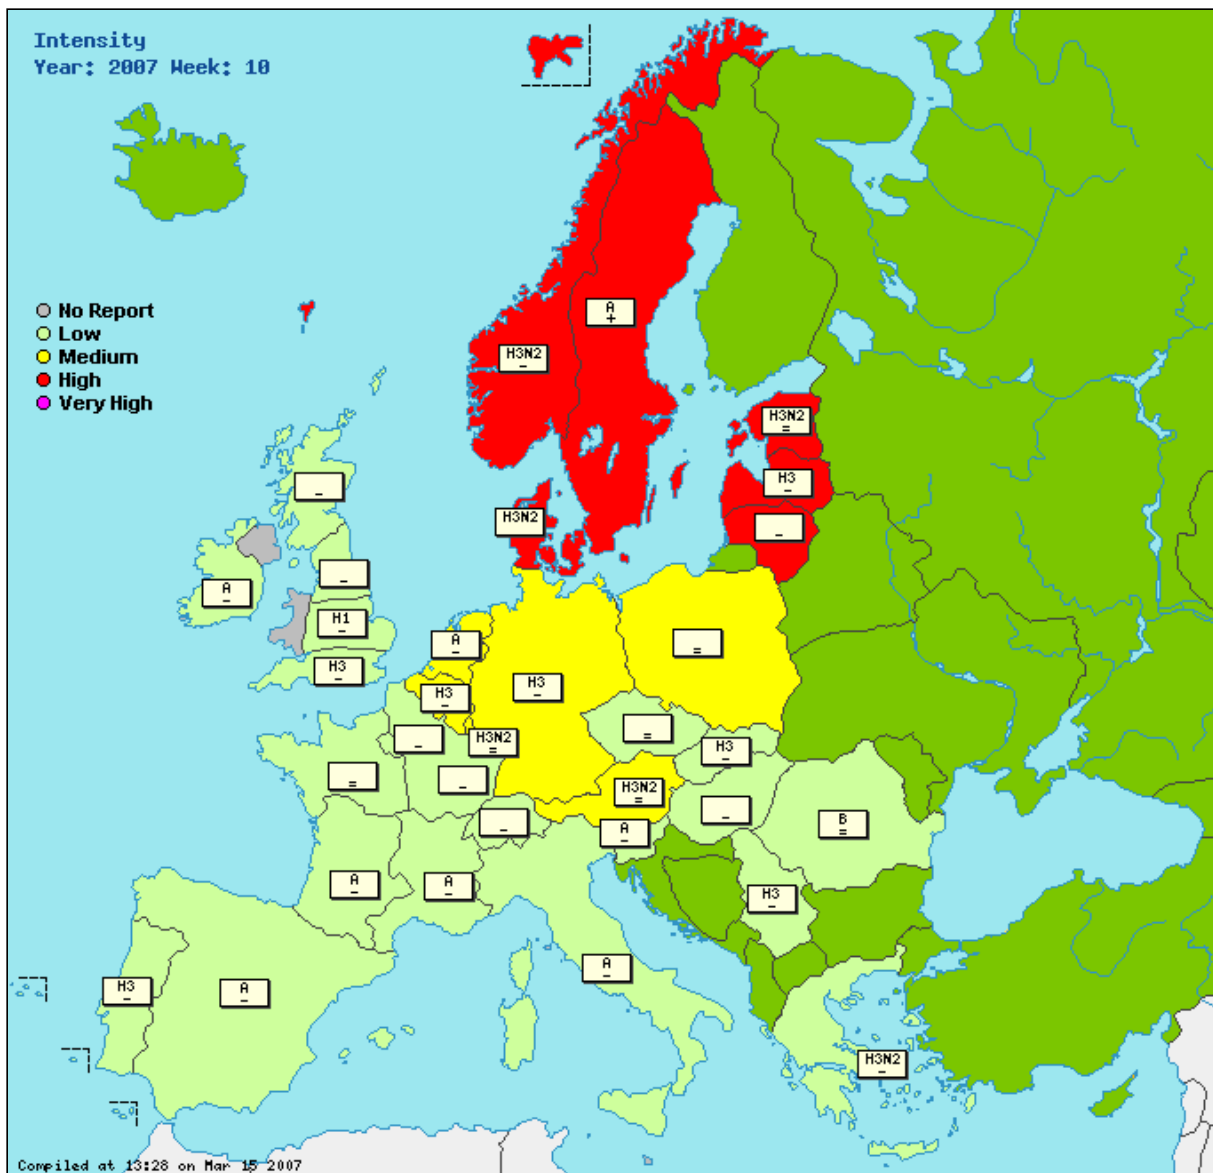 Intensity
Year: 2007 Week: 10
No Report
Low
Medium
High
Very High
A
+
H3N2
–
H3N2
=
H3
–
–
H3N2
–
A
–
–
H1
–
H3
–
A
–
=
H3
–
H3
–
–
H3N2
=
=
H3
–
=
–
H3N2
=
–
–
A
–
B
=
A
–
A
–
H3
–
H3
–
A
–
A
–
H3N2
–
Compiled at 13:28 on Mar 15 2007